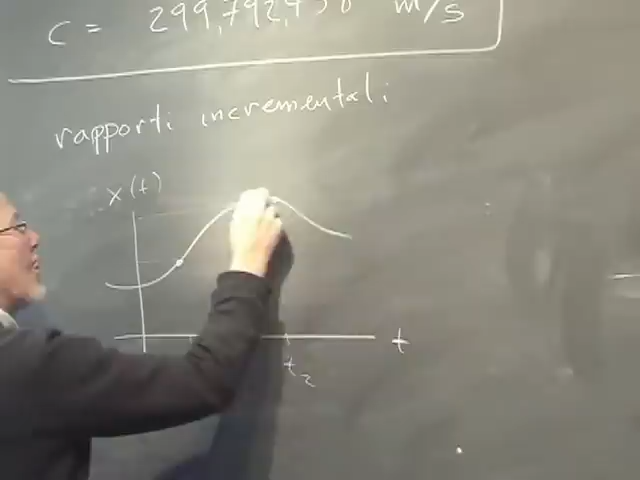 c = 299,792,458 m/s
rapporti incrementali
x(t)
t
t2